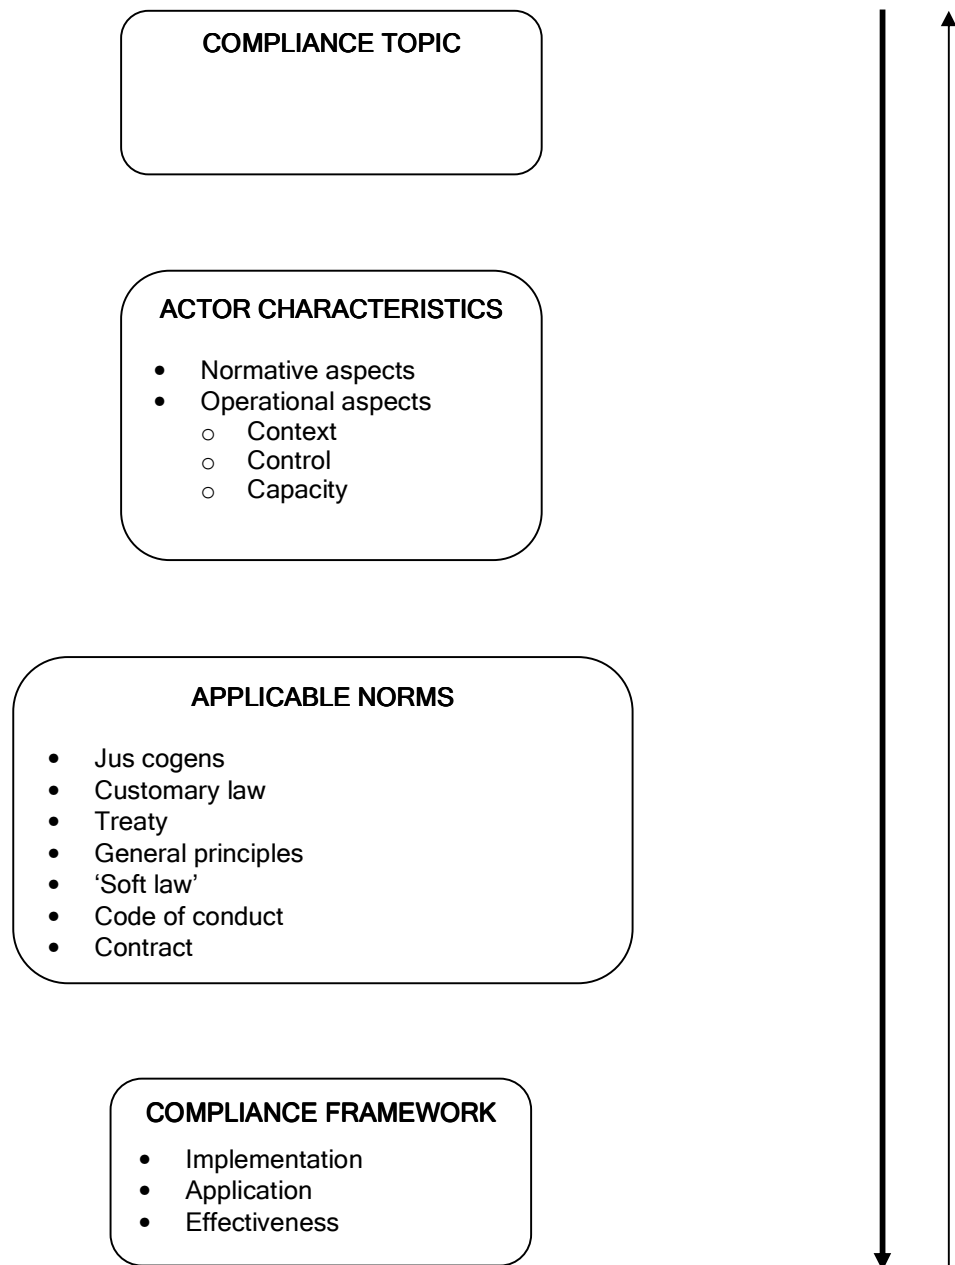 COMPLIANCE TOPIC
ACTOR CHARACTERISTICS
• Normative aspects
• Operational aspects
o Context
o Control
o Capacity
APPLICABLE NORMS
• Jus cogens
• Customary law
• Treaty
• General principles
• ‘Soft law’
• Code of conduct
• Contract
COMPLIANCE FRAMEWORK
• Implementation
• Application
• Effectiveness